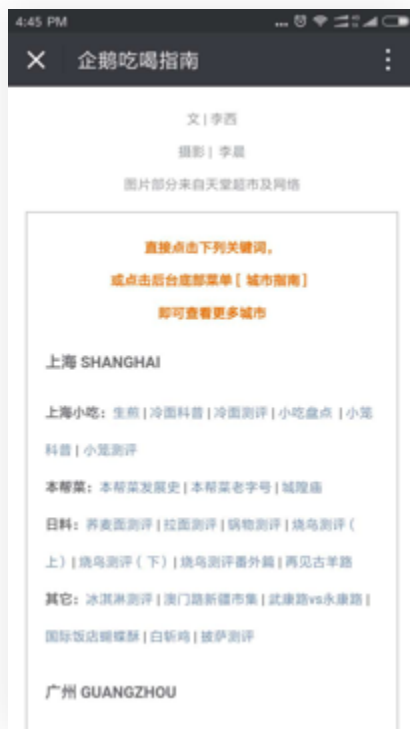 4:45 PM
企鹅吃喝指南
文 | 李西
摄影 | 李晨
图片部分来自天堂超市及网络
直接点击下列关键词,
或点击后台底部菜单 [ 城市指南 ]
即可查看更多城市
上海 SHANGHAI
上海小吃：生煎 | 冷面科普 | 冷面测评 | 小吃盘点 | 小笼
科普 | 小笼测评
本帮菜：本帮菜发展史 | 本帮菜老字号 | 城隍庙
日料：荞麦面测评 | 拉面测评 | 锅物测评 | 烧鸟测评（
上）| 烧鸟测评（下）| 烧鸟测评番外篇 | 再见古羊路
其它：冰淇淋测评 | 澳门路新疆市集 | 武康路vs永康路 |
国际饭店蝴蝶酥 | 白斩鸡 | 披萨测评
广州 GUANGZHOU